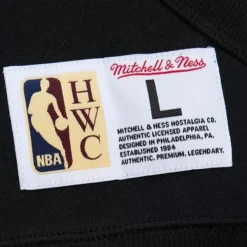 Mitchell & Ness
HWC
NBA
L
MITCHELL & NESS NOSTALGIA CO.
AUTHENTIC LICENSED APPAREL
DESIGNED IN PHILADELPHIA, PA.
ESTABLISHED 1904
AUTHENTIC. PREMIUM. LEGENDARY.